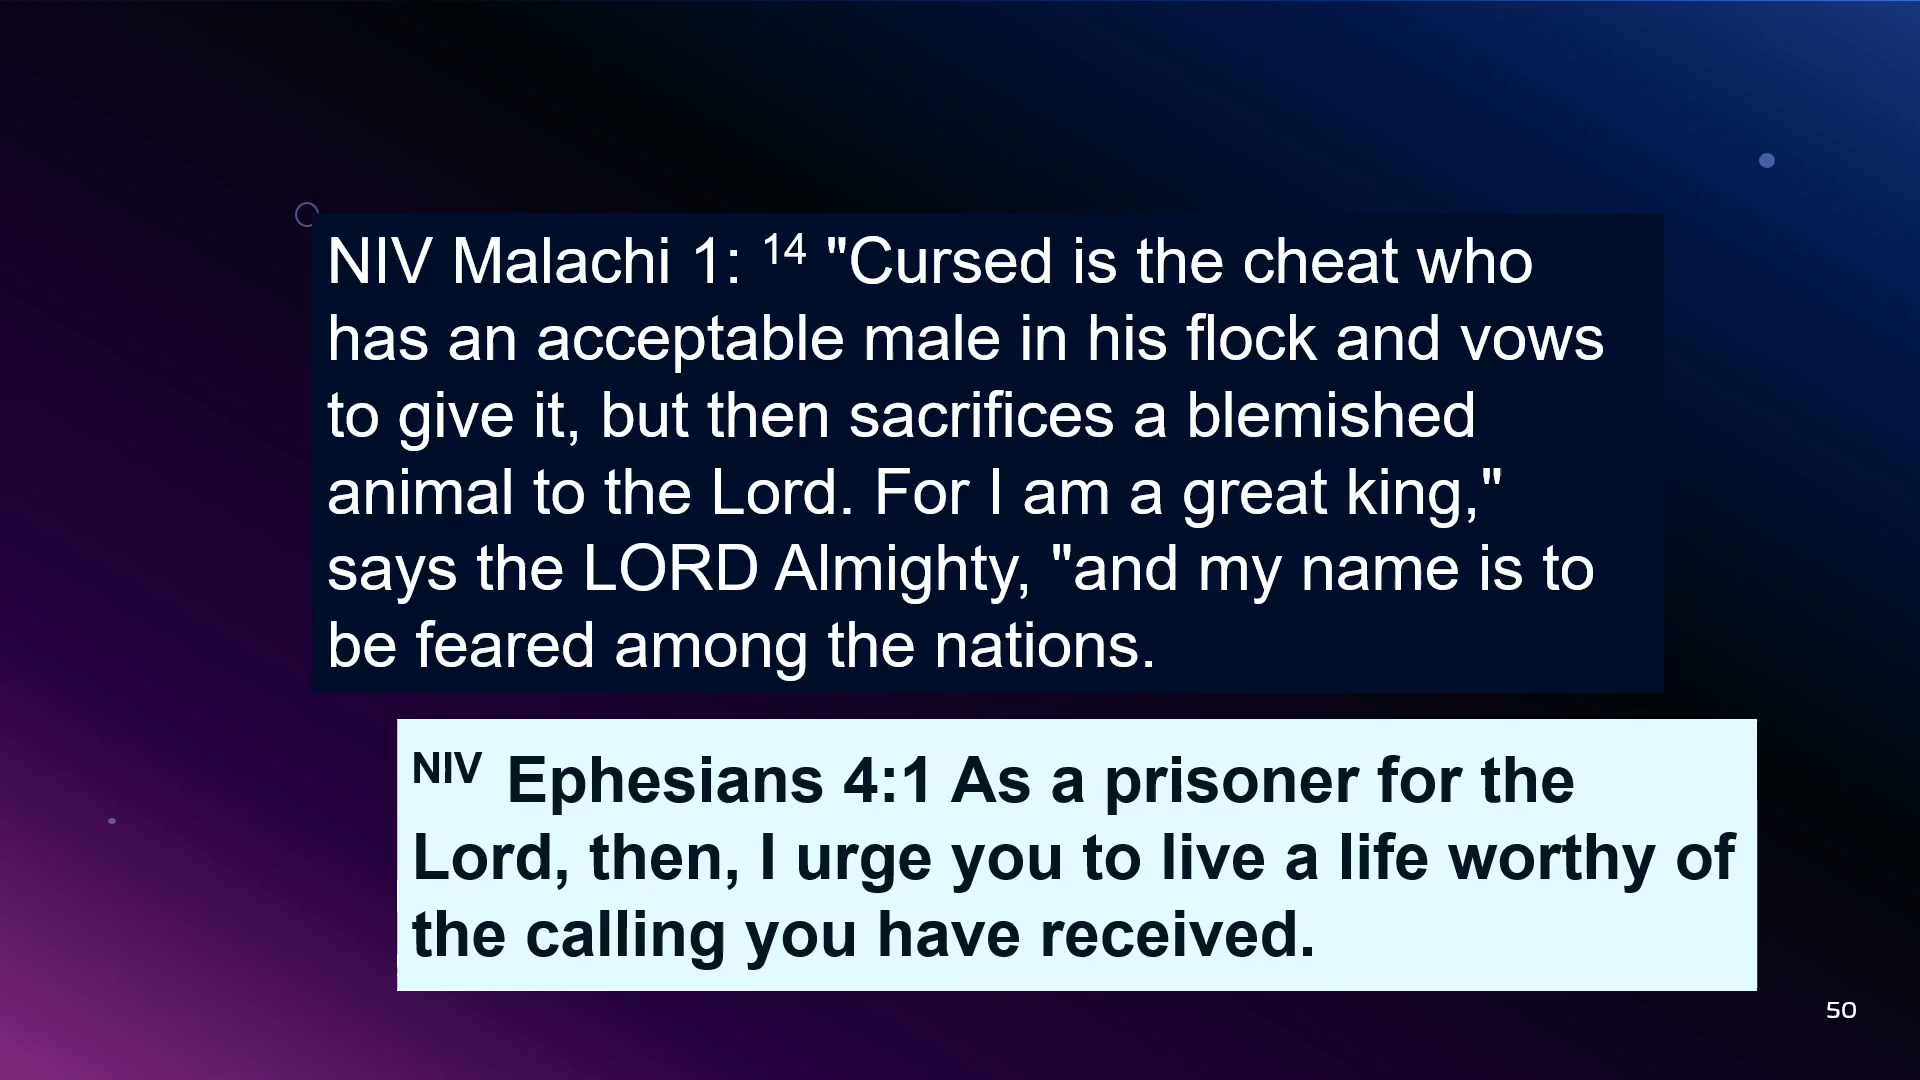 NIV Malachi 1: 14 "Cursed is the cheat who
has an acceptable male in his flock and vows
to give it, but then sacrifices a blemished
animal to the Lord. For I am a great king,"
says the LORD Almighty, "and my name is to
be feared among the nations.
NIV Ephesians 4:1 As a prisoner for the
Lord, then, I urge you to live a life worthy of
the calling you have received.
50